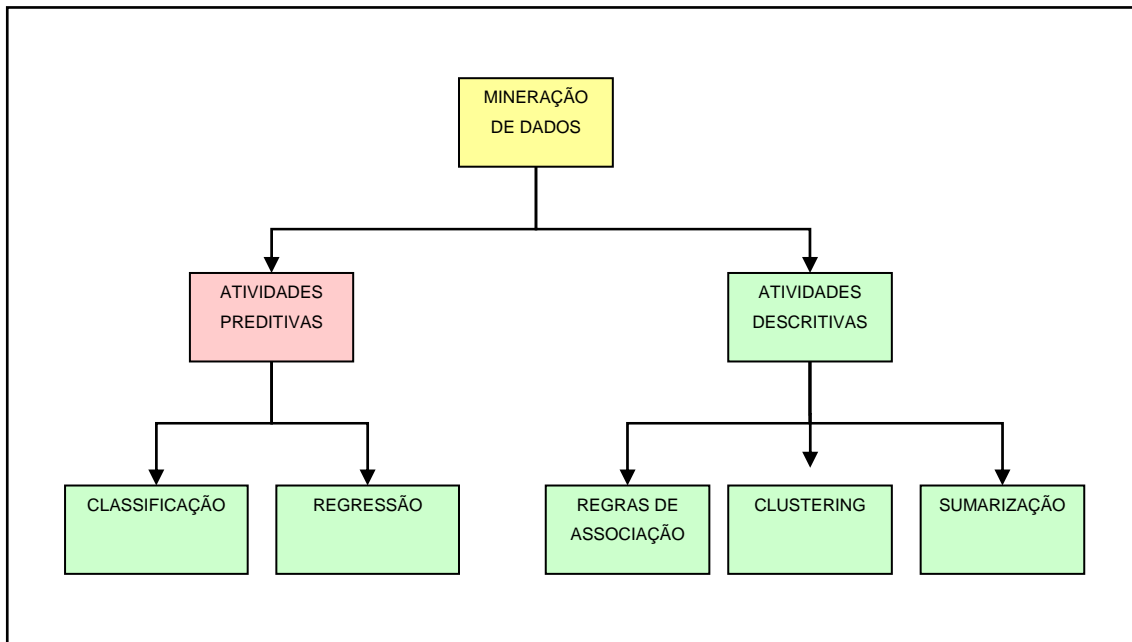 MINERAÇÃO
DE DADOS
ATIVIDADES
PREDITIVAS
ATIVIDADES
DESCRITIVAS
CLASSIFICAÇÃO
REGRESSÃO
REGRAS DE
ASSOCIAÇÃO
CLUSTERING
SUMARIZAÇÃO